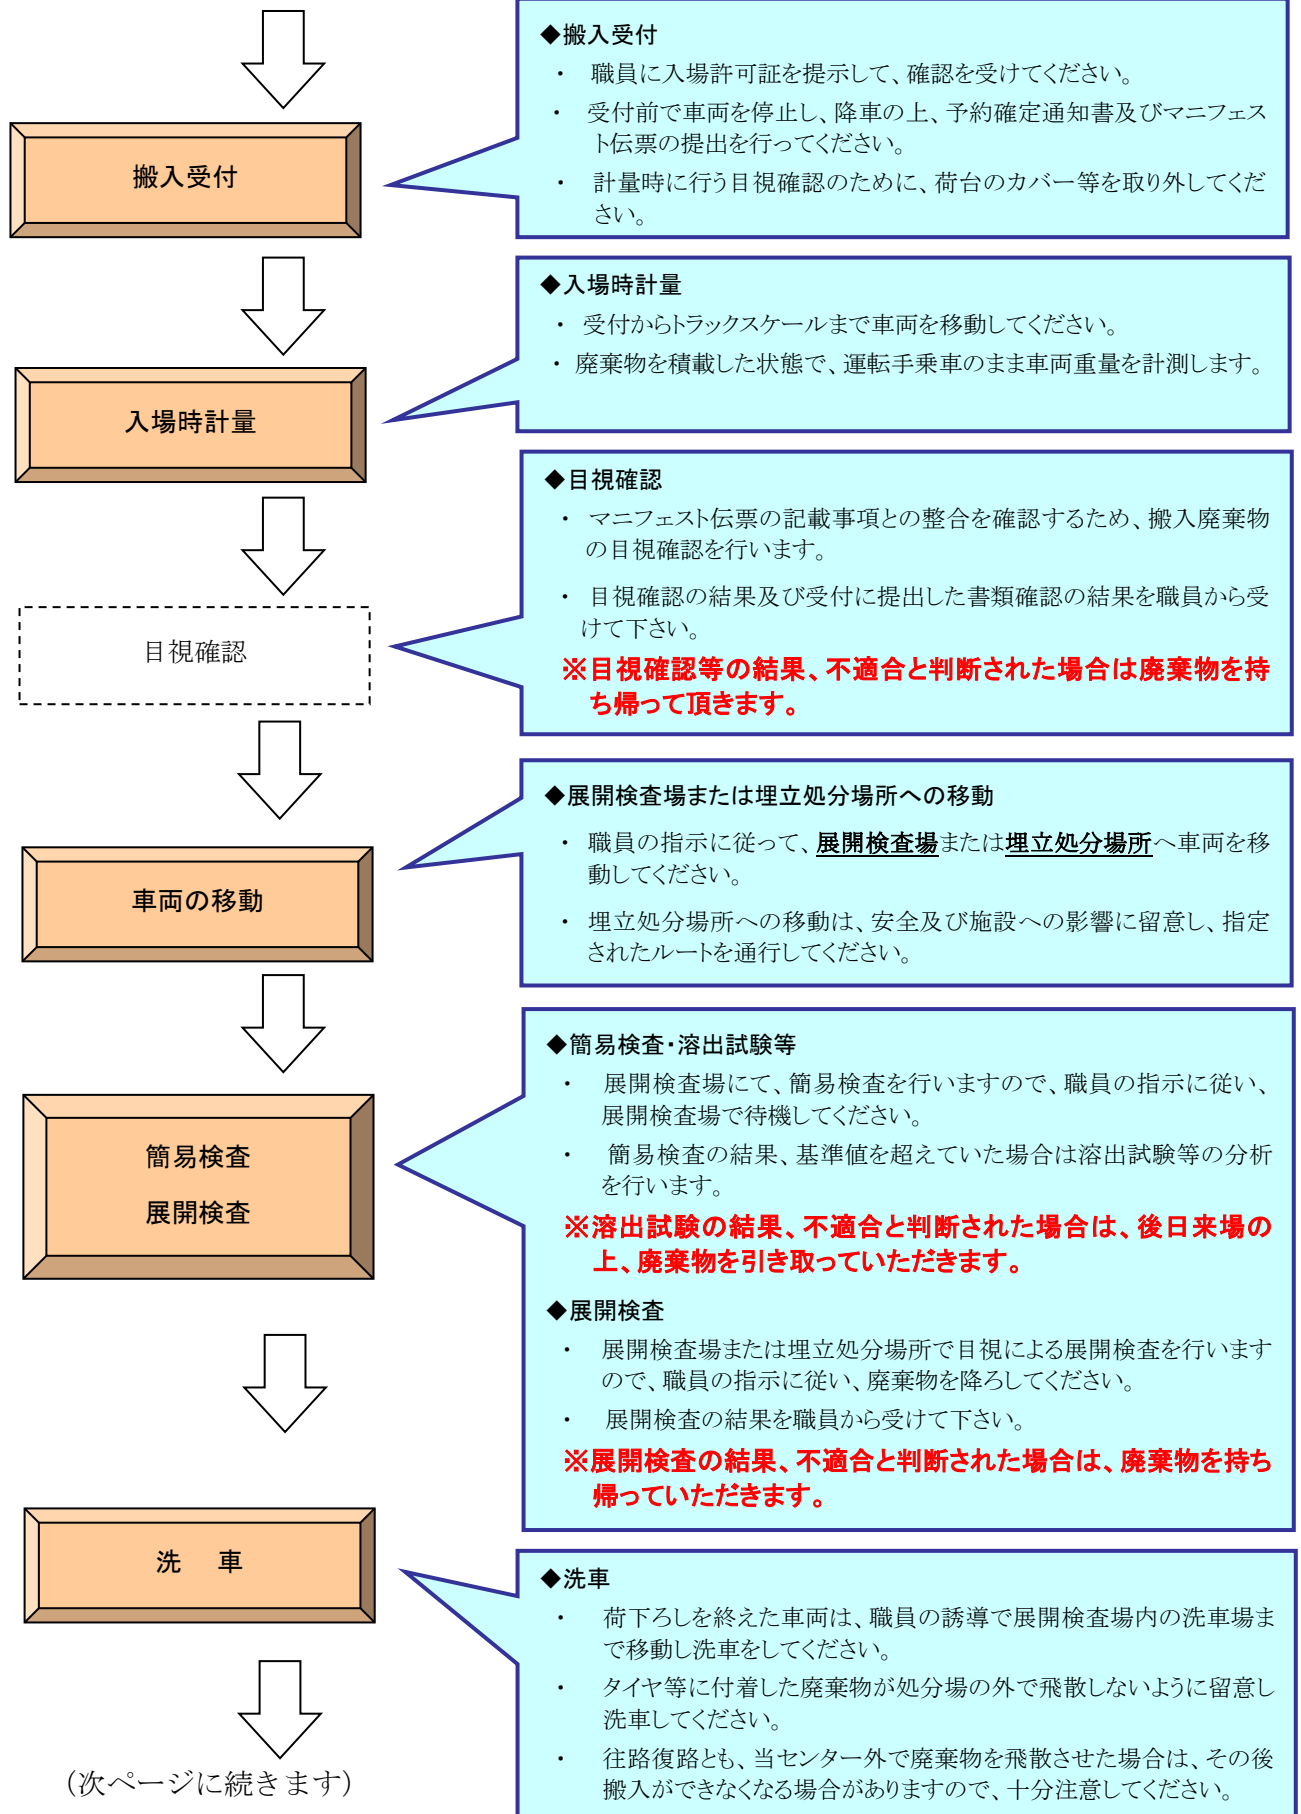 搬入受付
◆搬入受付
・ 職員に入場許可証を提示して、確認を受けてください。
・ 受付前で車両を停止し、降車の上、予約確定通知書及びマニフェス
ト伝票の提出を行ってください。
・ 計量時に行う目視確認のために、荷台のカバー等を取り外してくだ
さい。
入場時計量
◆入場時計量
・ 受付からトラックスケールまで車両を移動してください。
・ 廃棄物を積載した状態で、運転手乗車のまま車両重量を計測します。
目視確認
◆目視確認
・ マニフェスト伝票の記載事項との整合を確認するため、搬入廃棄物
の目視確認を行います。
・ 目視確認の結果及び受付に提出した書類確認の結果を職員から受
けて下さい。
※目視確認等の結果、不適合と判断された場合は廃棄物を持
ち帰って頂きます。
車両の移動
◆展開検査場または埋立処分場所への移動
・ 職員の指示に従って、展開検査場または埋立処分場所へ車両を移
動してください。
・ 埋立処分場所への移動は、安全及び施設への影響に留意し、指定
されたルートを通行してください。
簡易検査
展開検査
◆簡易検査・溶出試験等
・ 展開検査場にて、簡易検査を行いますので、職員の指示に従い、
展開検査場で待機してください。
・ 簡易検査の結果、基準値を超えていた場合は溶出試験等の分析
を行います。
※溶出試験の結果、不適合と判断された場合は、後日来場の
上、廃棄物を引き取っていただきます。
◆展開検査
・ 展開検査場または埋立処分場所で目視による展開検査を行います
ので、職員の指示に従い、廃棄物を降ろしてください。
・ 展開検査の結果を職員から受けて下さい。
※展開検査の結果、不適合と判断された場合は、廃棄物を持ち
帰っていただきます。
洗 車
◆洗車
・ 荷下ろしを終えた車両は、職員の誘導で展開検査場内の洗車場ま
で移動し洗車をしてください。
・ タイヤ等に付着した廃棄物が処分場の外で飛散しないように留意し
洗車してください。
・ 往路復路とも、当センター外で廃棄物を飛散させた場合は、その後
搬入ができなくなる場合がありますので、十分注意してください。
(次ページに続きます)